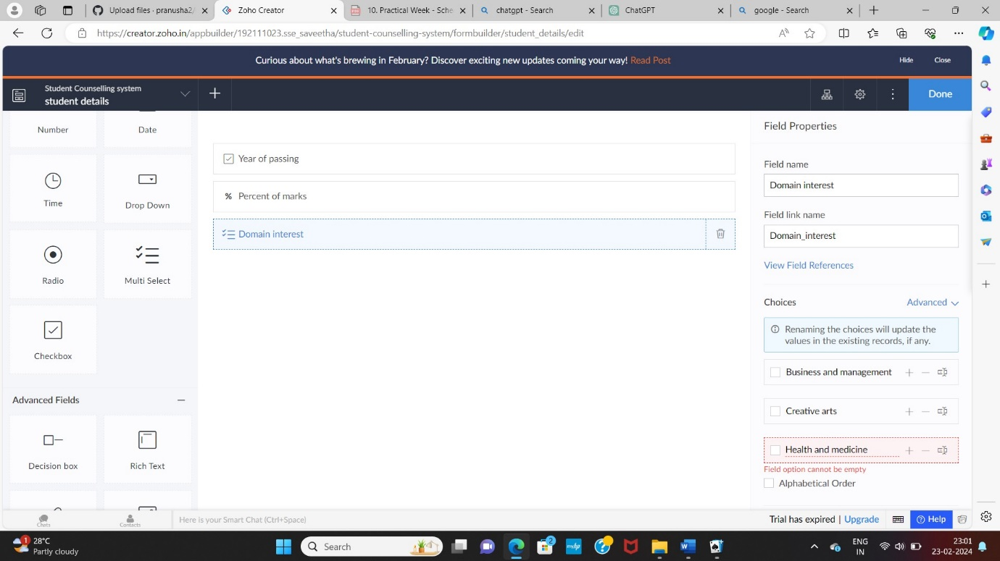 Upload files · pranusha2/
Zoho Creator
10. Practical Week - Sche
chatgpt - Search
ChatGPT
google - Search
https://creator.zoho.in/appbuilder/192111023.sse_saveetha/student-counselling-system/formbuilder/student_details/edit
Curious about what's brewing in February? Discover exciting new updates coming your way! Read Post
Hide
Close
Student Counselling system
student details
Done
Number
Date
Time
Drop Down
Radio
Multi Select
Checkbox
Advanced Fields
Decision box
Rich Text
Year of passing
% Percent of marks
Domain interest
Field Properties
Field name
Domain interest
Field link name
Domain_interest
View Field References
Choices
Advanced
Renaming the choices will update the
values in the existing records, if any.
Business and management
Creative arts
Health and medicine
Field option cannot be empty
Alphabetical Order
Chats
Contacts
Here is your Smart Chat (Ctrl+Space)
Trial has expired | Upgrade
Help
1
28°C
Partly cloudy
Search
2
myhp
ENG
IN
23:01
23-02-2024